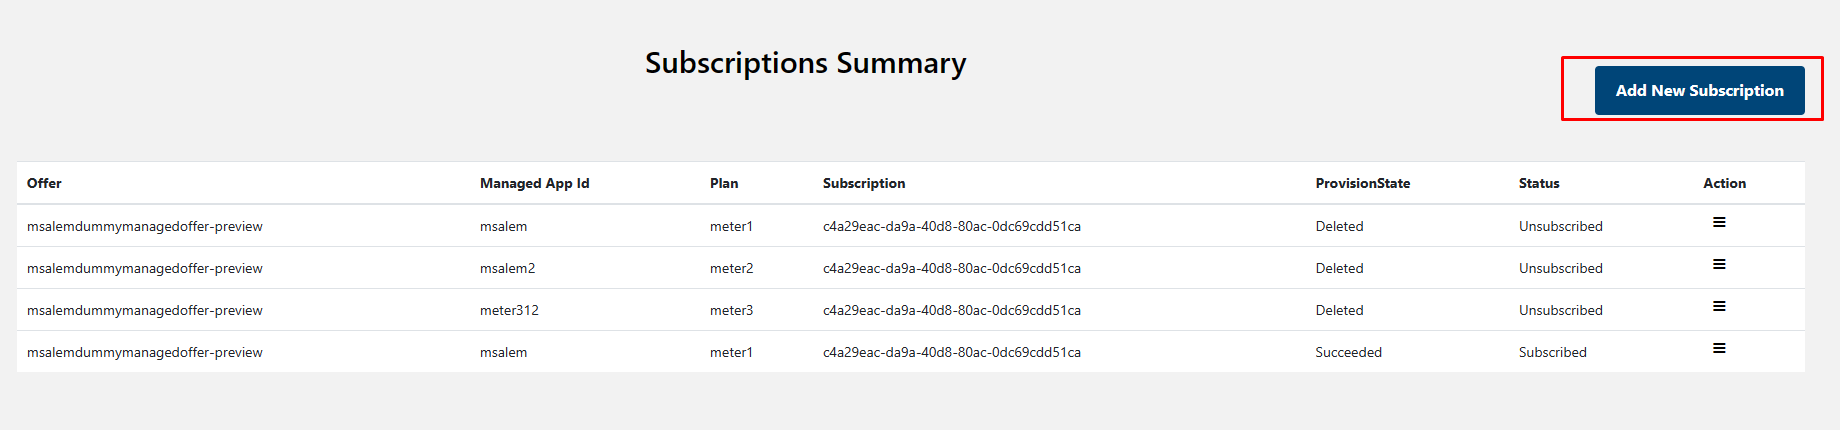 Subscriptions Summary
Add New Subscription
Offer Managed App Id Plan Subscription ProvisionState Status Action
msalemdummymanagedoffer-preview msalem meter1 c4a29eac-da9a-40d8-80ac-0dc69cdd51ca Deleted Unsubscribed
msalemdummymanagedoffer-preview msalem2 meter2 c4a29eac-da9a-40d8-80ac-0dc69cdd51ca Deleted Unsubscribed
msalemdummymanagedoffer-preview meter312 meter3 c4a29eac-da9a-40d8-80ac-0dc69cdd51ca Deleted Unsubscribed
msalemdummymanagedoffer-preview msalem meter1 c4a29eac-da9a-40d8-80ac-0dc69cdd51ca Succeeded Subscribed